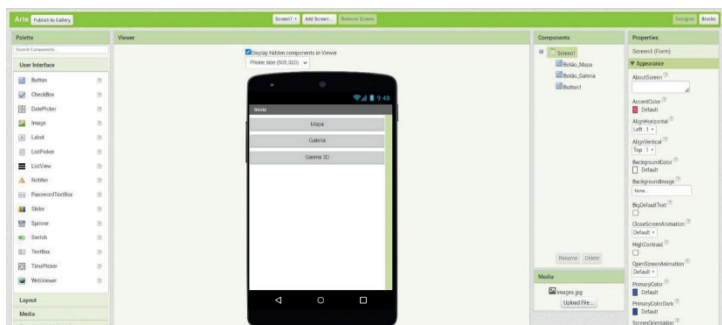 Arte Publish to Gallery Screen1 Add Screen... Remove Screen Designer Blocks
Palette
Search Components...
User Interface
Button
CheckBox
DatePicker
Image
Label
ListPicker
ListView
Notifier
PasswordTextBox
Slider
Spinner
Switch
TextBox
TimePicker
WebViewer
Layout
Media
Viewer
Display hidden components in Viewer
Phone size (505,320)
9:48
Mapa
Galeria
Galeria 3D
Components
Screen1
Botão_Mapa
Botão_Galeria
Button1
Rename Delete
Media
images.jpg
Upload File...
Properties
Screen1 (Form)
Appearance
AboutScreen
AccentColor
Default
AlignHorizontal
Left : 1
AlignVertical
Top : 1
BackgroundColor
Default
BackgroundImage
None...
BigDefaultText
CloseScreenAnimation
Default
HighContrast
OpenScreenAnimation
Default
PrimaryColor
Default
PrimaryColorDark
Default
ScreenOrientation